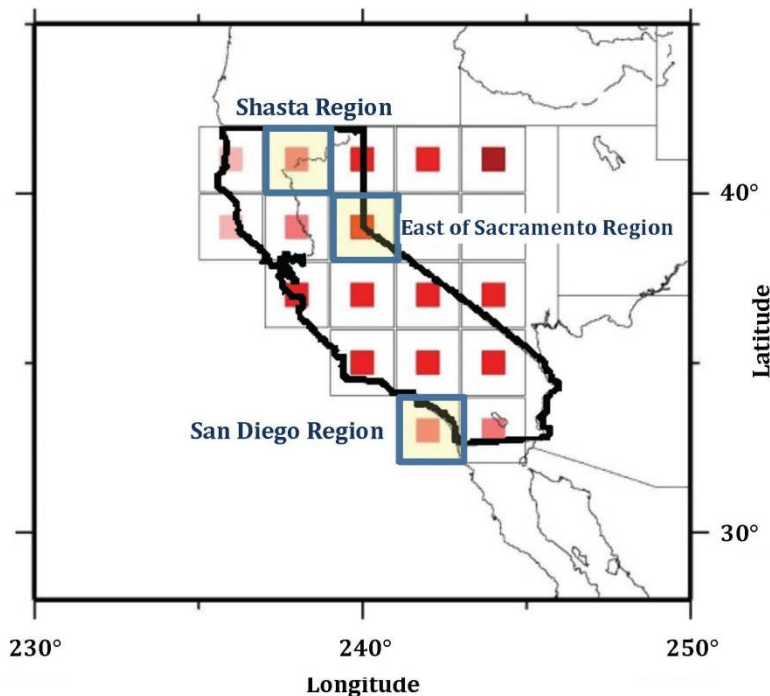 Shasta Region
40°
East of Sacramento Region
Latitude
San Diego Region
30°
230°
240°
250°
Longitude